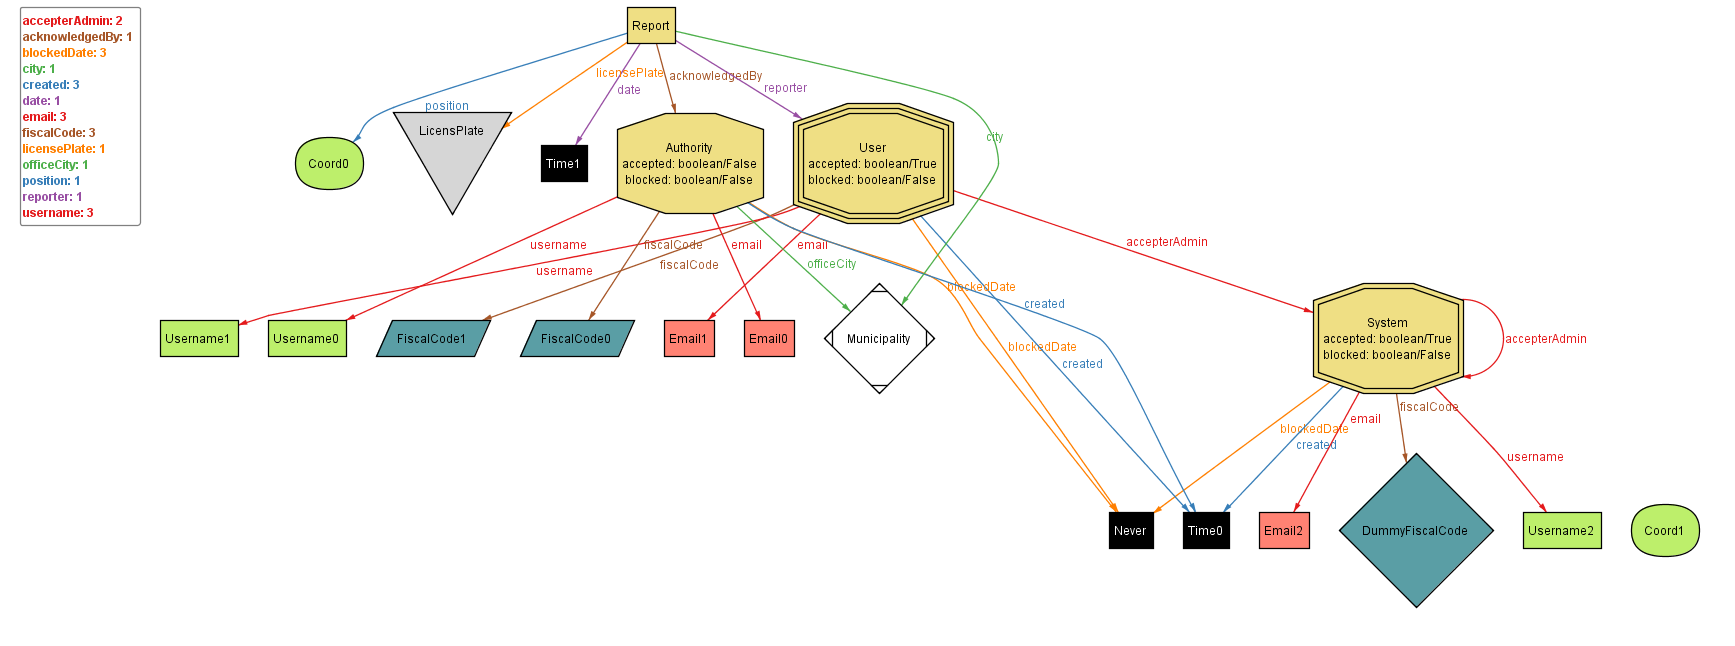 accepterAdmin: 2
acknowledgedBy: 1
blockedDate: 3
city: 1
created: 3
date: 1
email: 3
fiscalCode: 3
licensePlate: 1
officeCity: 1
position: 1
reporter: 1
username: 3
Report
licensePlate
acknowledgedBy
date
reporter
position
city
LicensPlate
Coord0
Time1
Authority
accepted: boolean/False
blocked: boolean/False
User
accepted: boolean/True
blocked: boolean/False
accepterAdmin
username
fiscalCode
email
email
username
fiscalCode
officeCity
blockedDate
created
Username1
Username0
FiscalCode1
FiscalCode0
Email1
Email0
Municipality
blockedDate
created
System
accepted: boolean/True
blocked: boolean/False
accepterAdmin
fiscalCode
email
blockedDate
created
username
Never
Time0
Email2
DummyFiscalCode
Username2
Coord1